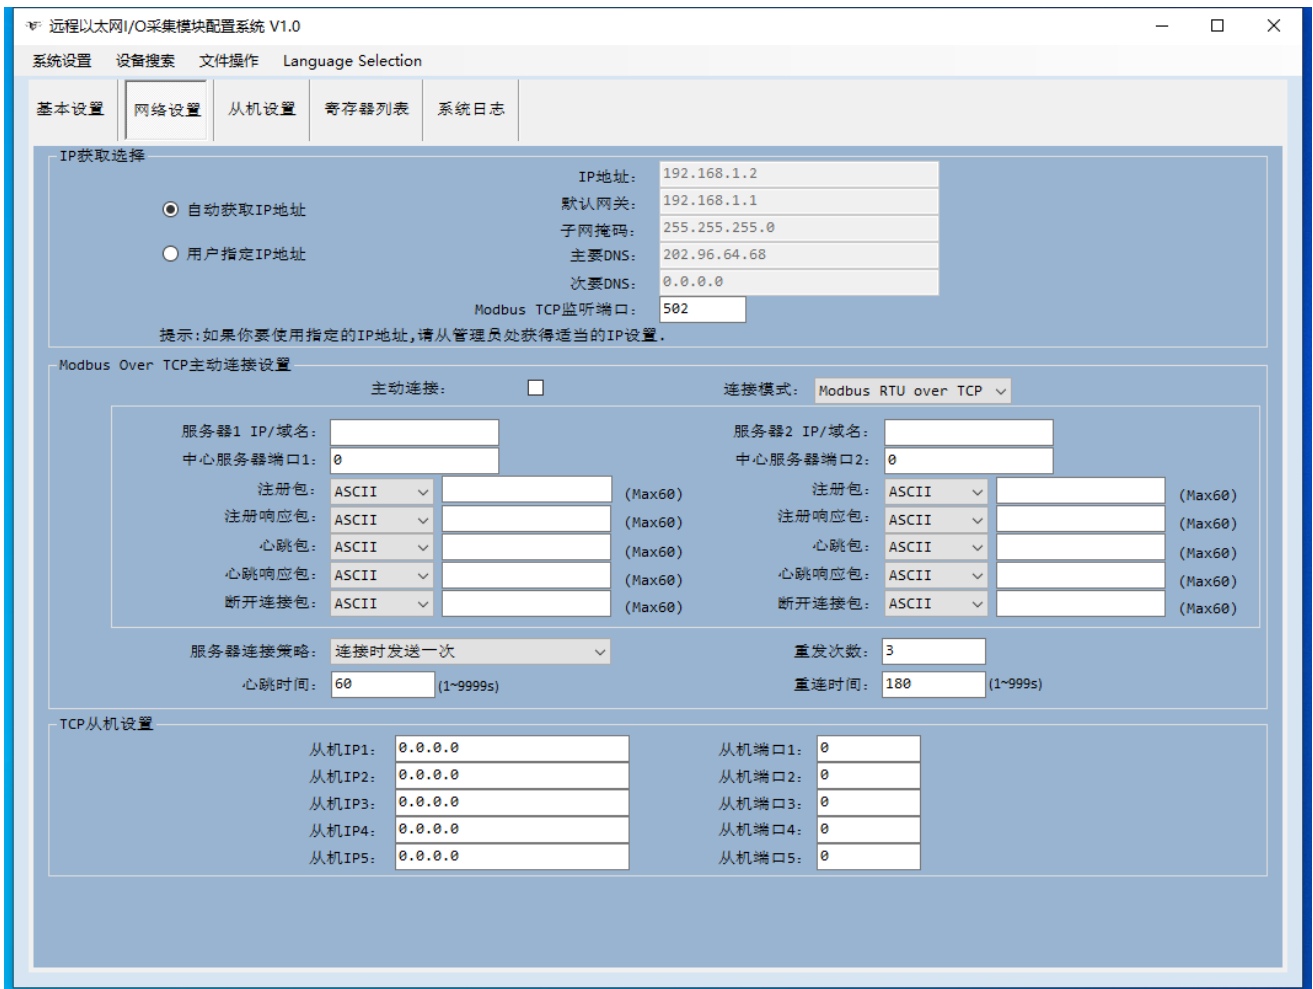 远程以太网I/O采集模块配置系统 V1.0
系统设置 设备搜索 文件操作 Language Selection
基本设置 网络设置 从机设置 寄存器列表 系统日志
IP获取选择
IP地址: 192.168.1.2
自动获取IP地址 默认网关: 192.168.1.1
子网掩码: 255.255.255.0
用户指定IP地址 主要DNS: 202.96.64.68
次要DNS: 0.0.0.0
Modbus TCP监听端口: 502
提示:如果你要使用指定的IP地址,请从管理员处获得适当的IP设置.
Modbus Over TCP主动连接设置
主动连接: 连接模式: Modbus RTU over TCP
服务器1 IP/域名: 服务器2 IP/域名:
中心服务器端口1: 0 中心服务器端口2: 0
注册包: ASCII (Max60) 注册包: ASCII (Max60)
注册响应包: ASCII (Max60) 注册响应包: ASCII (Max60)
心跳包: ASCII (Max60) 心跳包: ASCII (Max60)
心跳响应包: ASCII (Max60) 心跳响应包: ASCII (Max60)
断开连接包: ASCII (Max60) 断开连接包: ASCII (Max60)
服务器连接策略: 连接时发送一次 重发次数: 3
心跳时间: 60 (1~9999s) 重连时间: 180 (1~999s)
TCP从机设置
从机IP1: 0.0.0.0 从机端口1: 0
从机IP2: 0.0.0.0 从机端口2: 0
从机IP3: 0.0.0.0 从机端口3: 0
从机IP4: 0.0.0.0 从机端口4: 0
从机IP5: 0.0.0.0 从机端口5: 0